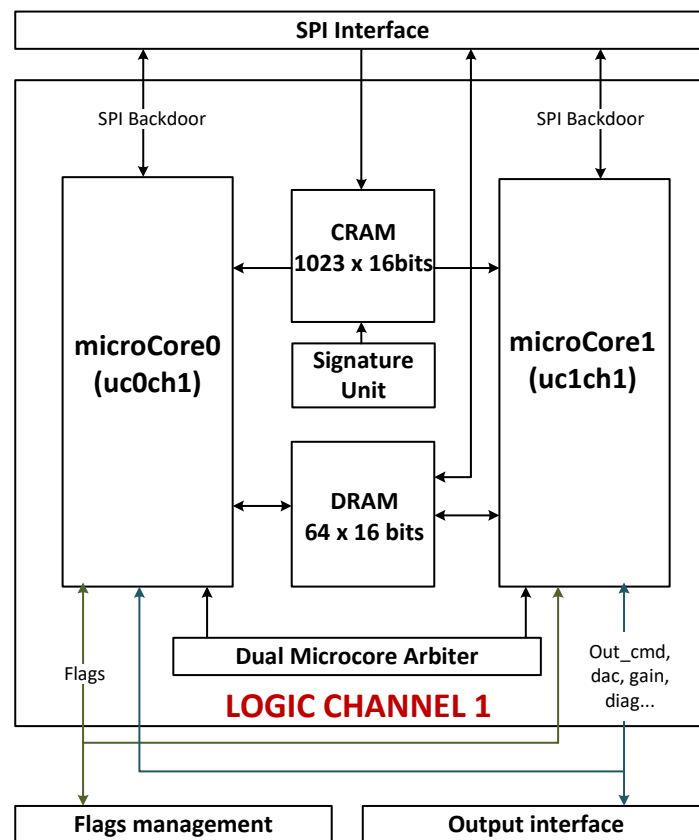 SPI Interface
SPI Backdoor
SPI Backdoor
CRAM
1023 x 16bits
microCore0
(uc0ch1)
microCore1
(uc1ch1)
Signature
Unit
DRAM
64 x 16 bits
Dual Microcore Arbiter
Flags
Out_cmd,
dac, gain,
diag...
LOGIC CHANNEL 1
Flags management
Output interface